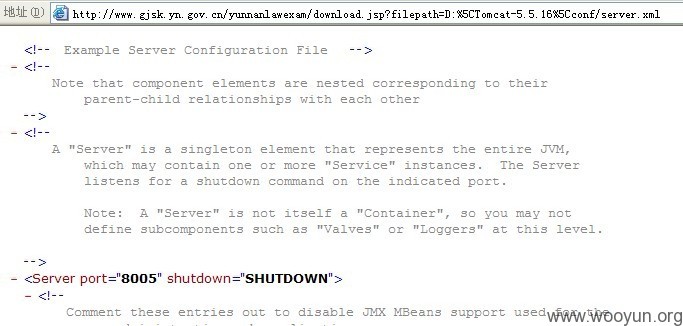 地址(D) http://www.gjsk.yn.gov.cn/yunnanlawexam/download.jsp?filepath=D:%5CTomcat-5.5.16%5Cconf/server.xml
<!-- Example Server Configuration File -->
- <!--
Note that component elements are nested corresponding to their
parent-child relationships with each other
-->
- <!--
A "Server" is a singleton element that represents the entire JVM,
which may contain one or more "Service" instances. The Server
listens for a shutdown command on the indicated port.
Note: A "Server" is not itself a "Container", so you may not
define subcomponents such as "Valves" or "Loggers" at this level.
-->
- <Server port="8005" shutdown="SHUTDOWN">
- <!--
Comment these entries out to disable JMX MBeans support used for the
www.wooyun.org